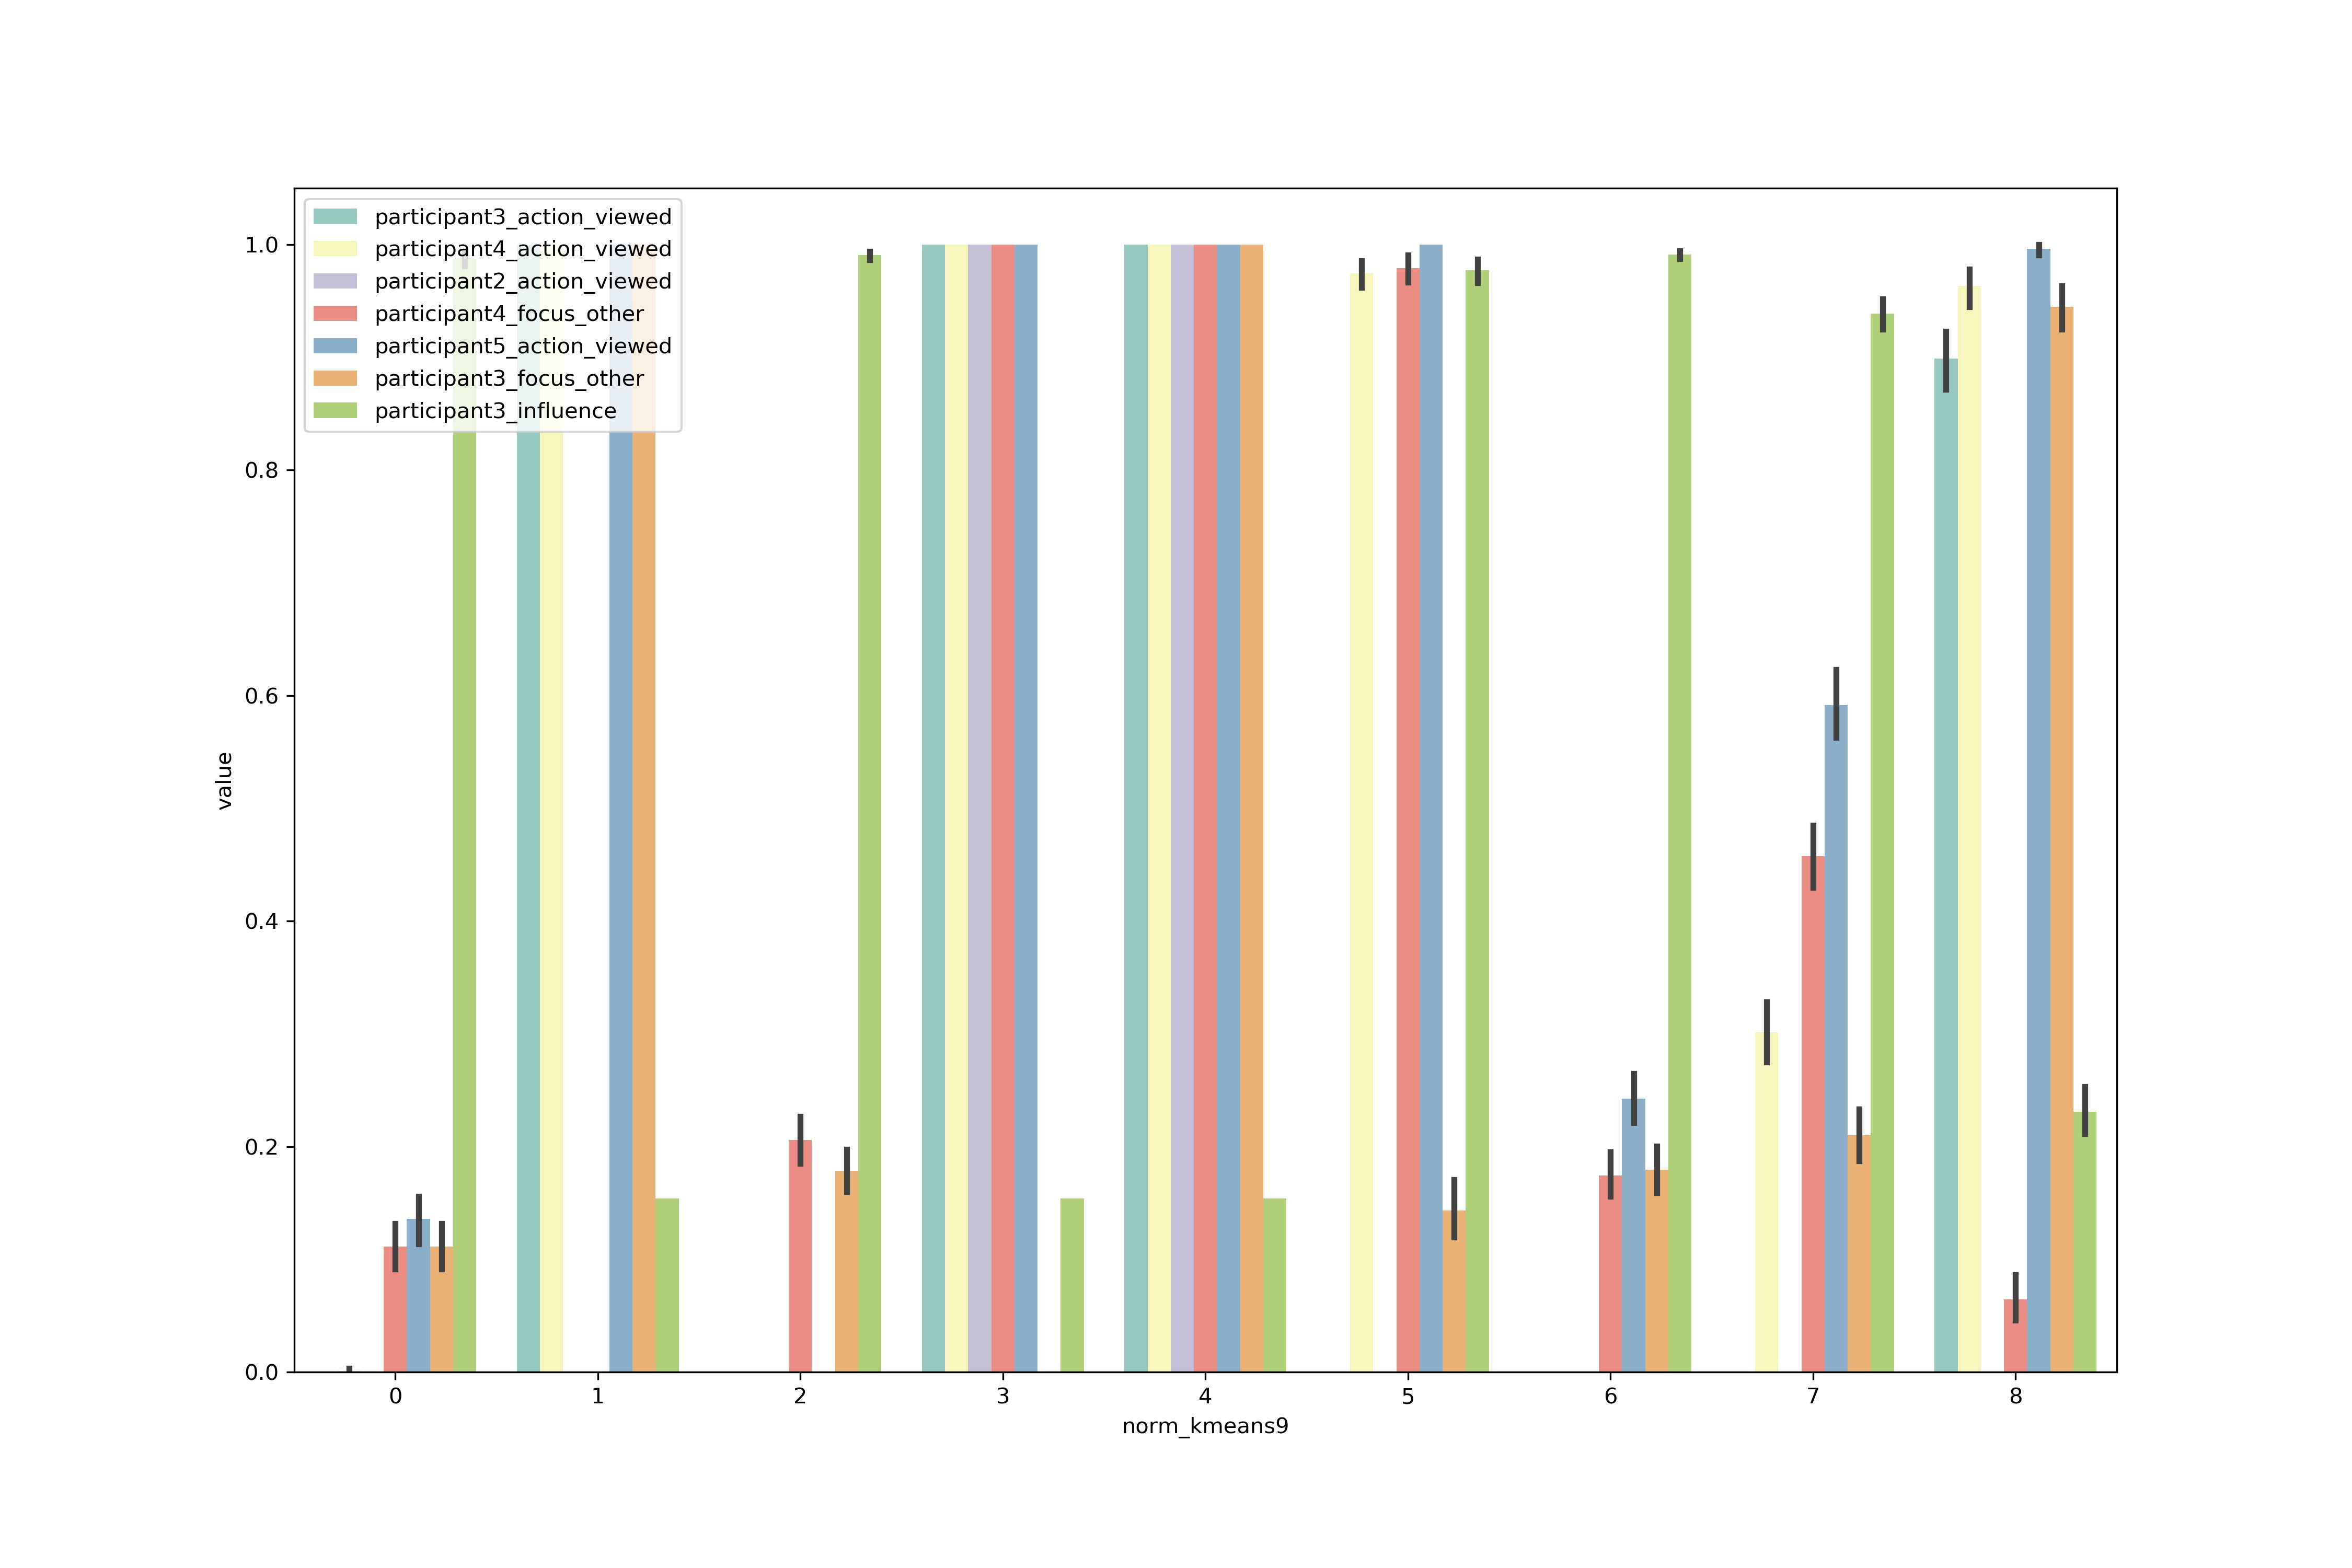 participant3_action_viewed
participant4_action_viewed
participant2_action_viewed
participant4_focus_other
participant5_action_viewed
participant3_focus_other
participant3_influence
1.0
0.8
0.6
0.4
0.2
0.0
value
0 1 2 3 4 5 6 7 8
norm_kmeans9